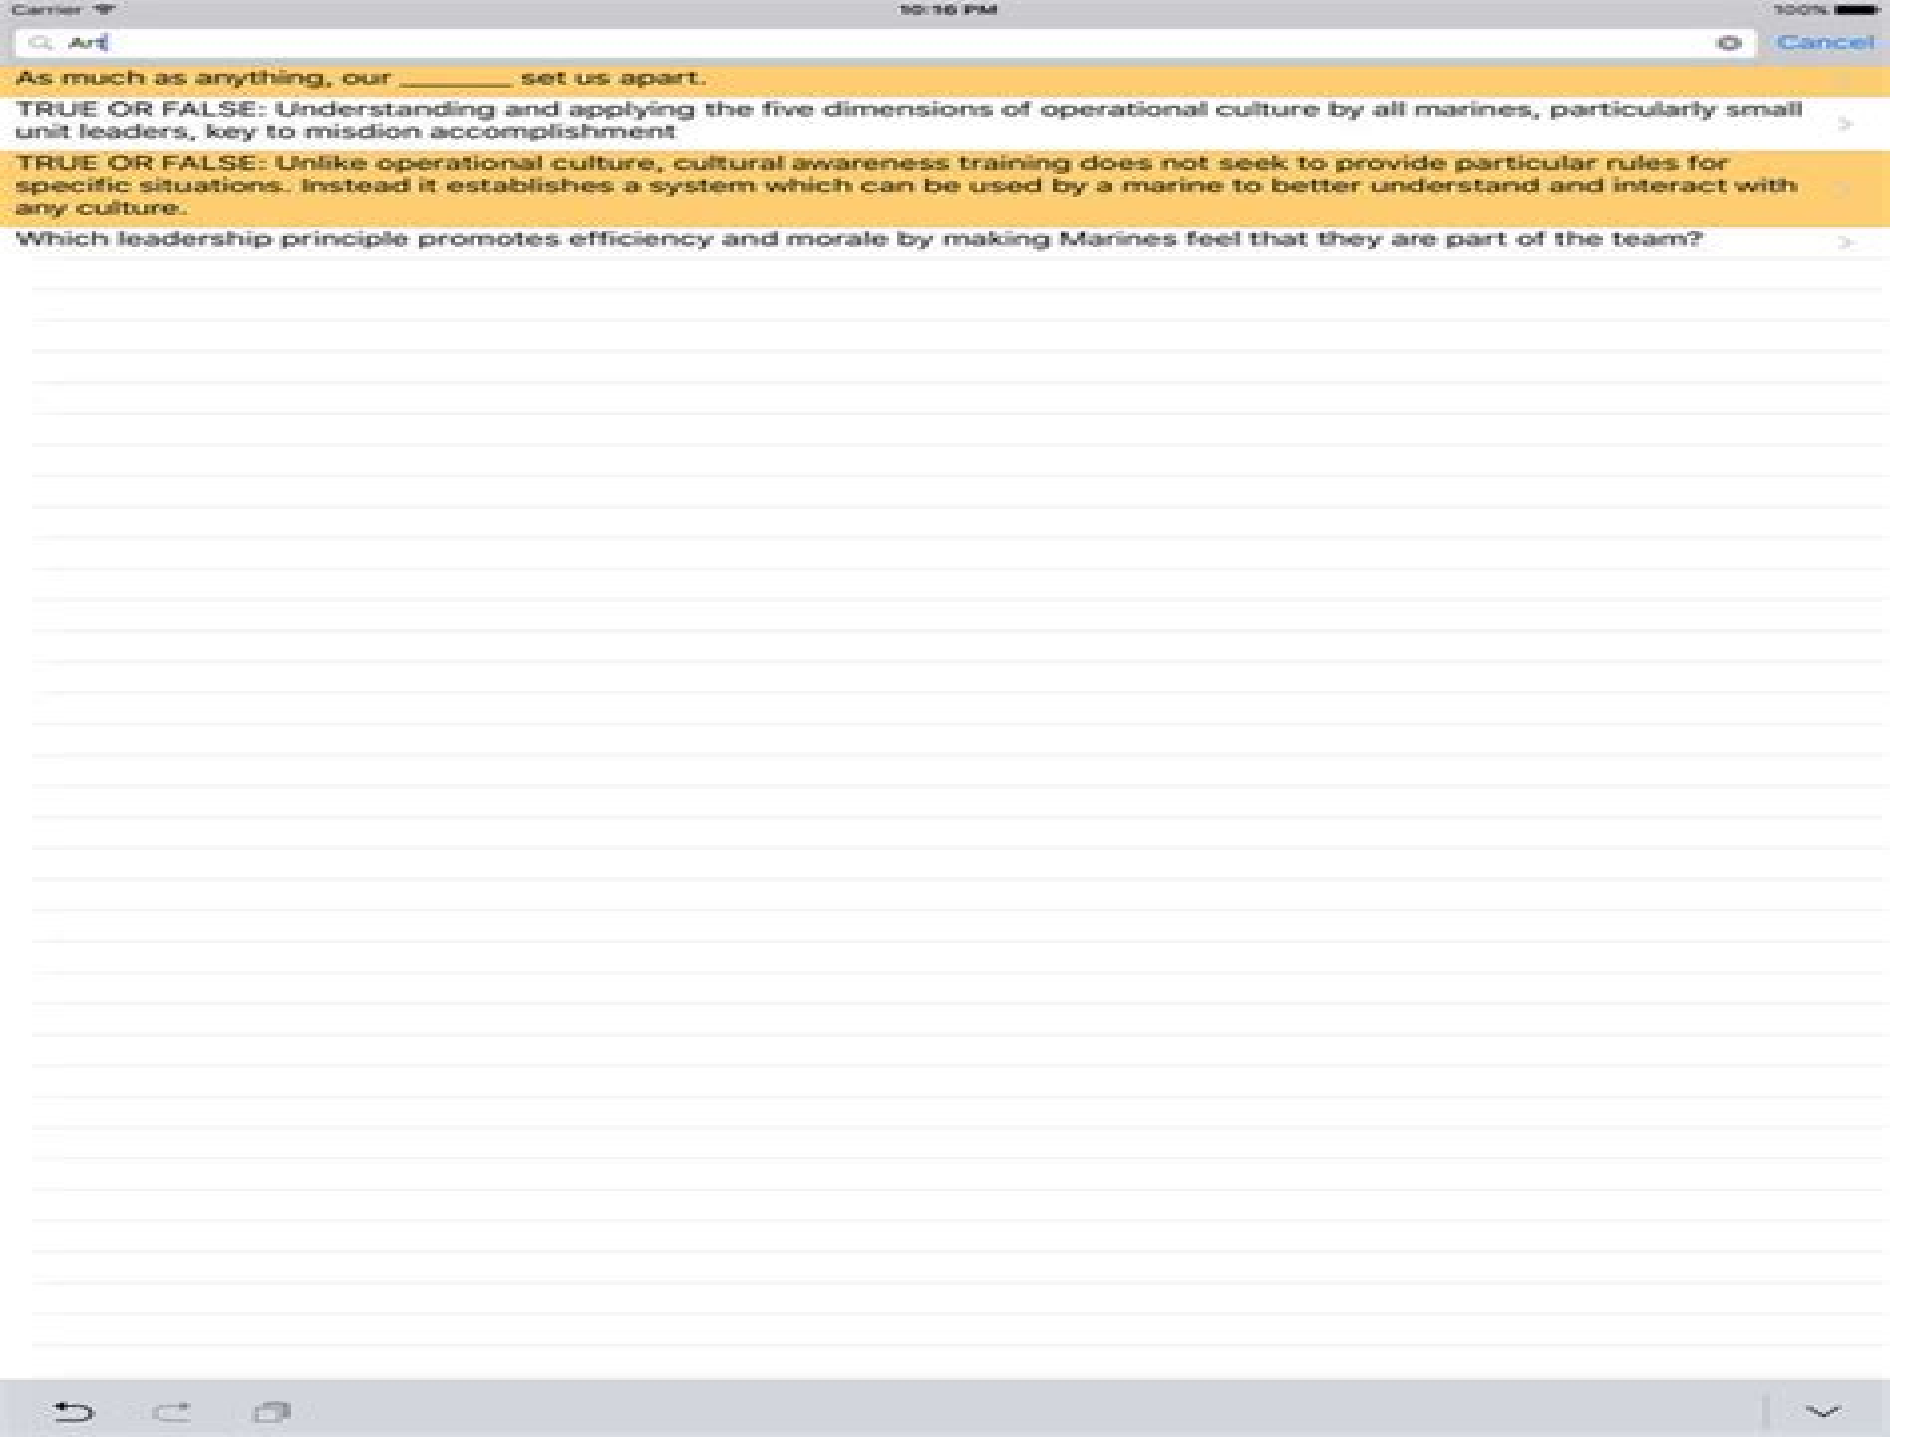 Carrier
10:16 PM
100%
Art
Cancel
As much as anything, our ________ set us apart.
TRUE OR FALSE: Understanding and applying the five dimensions of operational culture by all marines, particularly small
unit leaders, key to misdion accomplishment
TRUE OR FALSE: Unlike operational culture, cultural awareness training does not seek to provide particular rules for
specific situations. Instead it establishes a system which can be used by a marine to better understand and interact with
any culture.
Which leadership principle promotes efficiency and morale by making Marines feel that they are part of the team?